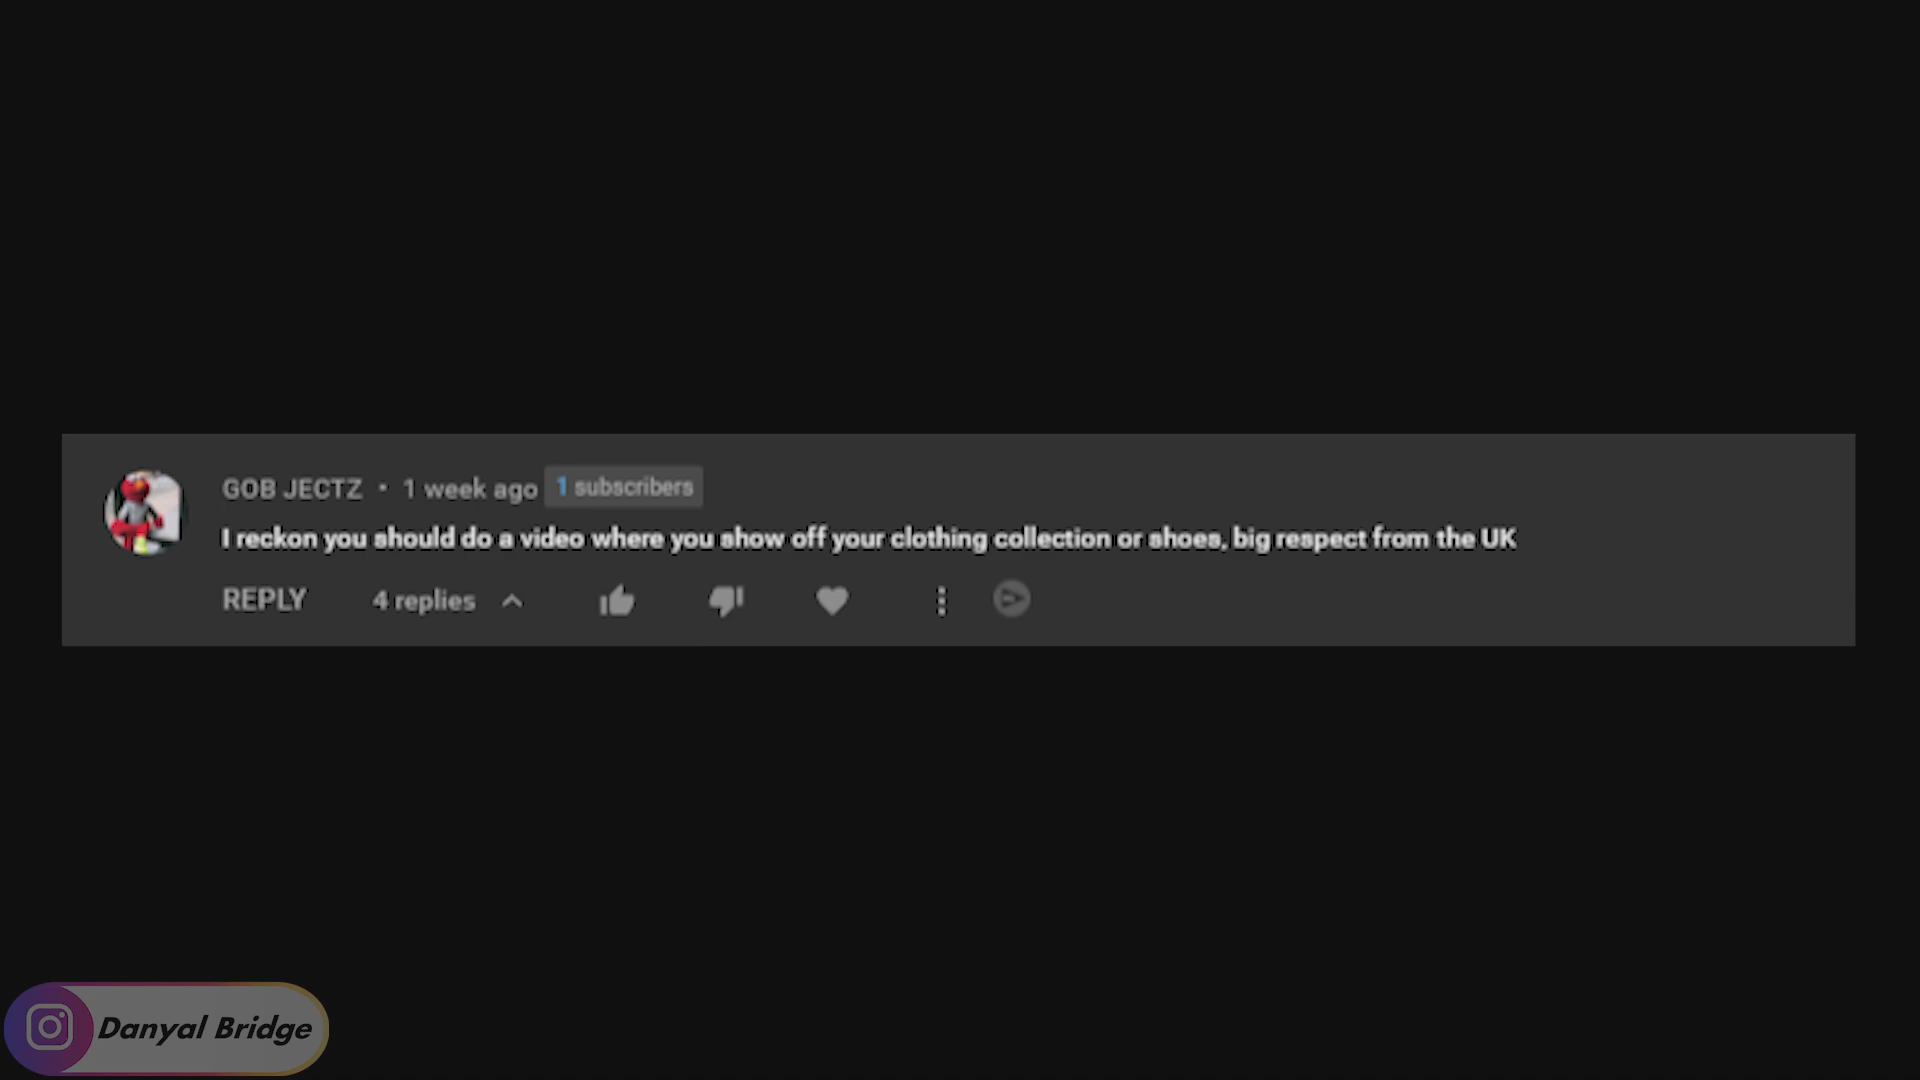 GOB JECTZ • 1 week ago 1 subscribers
I reckon you should do a video where you show off your clothing collection or shoes, big respect from the UK
REPLY 4 replies
Danyal Bridge